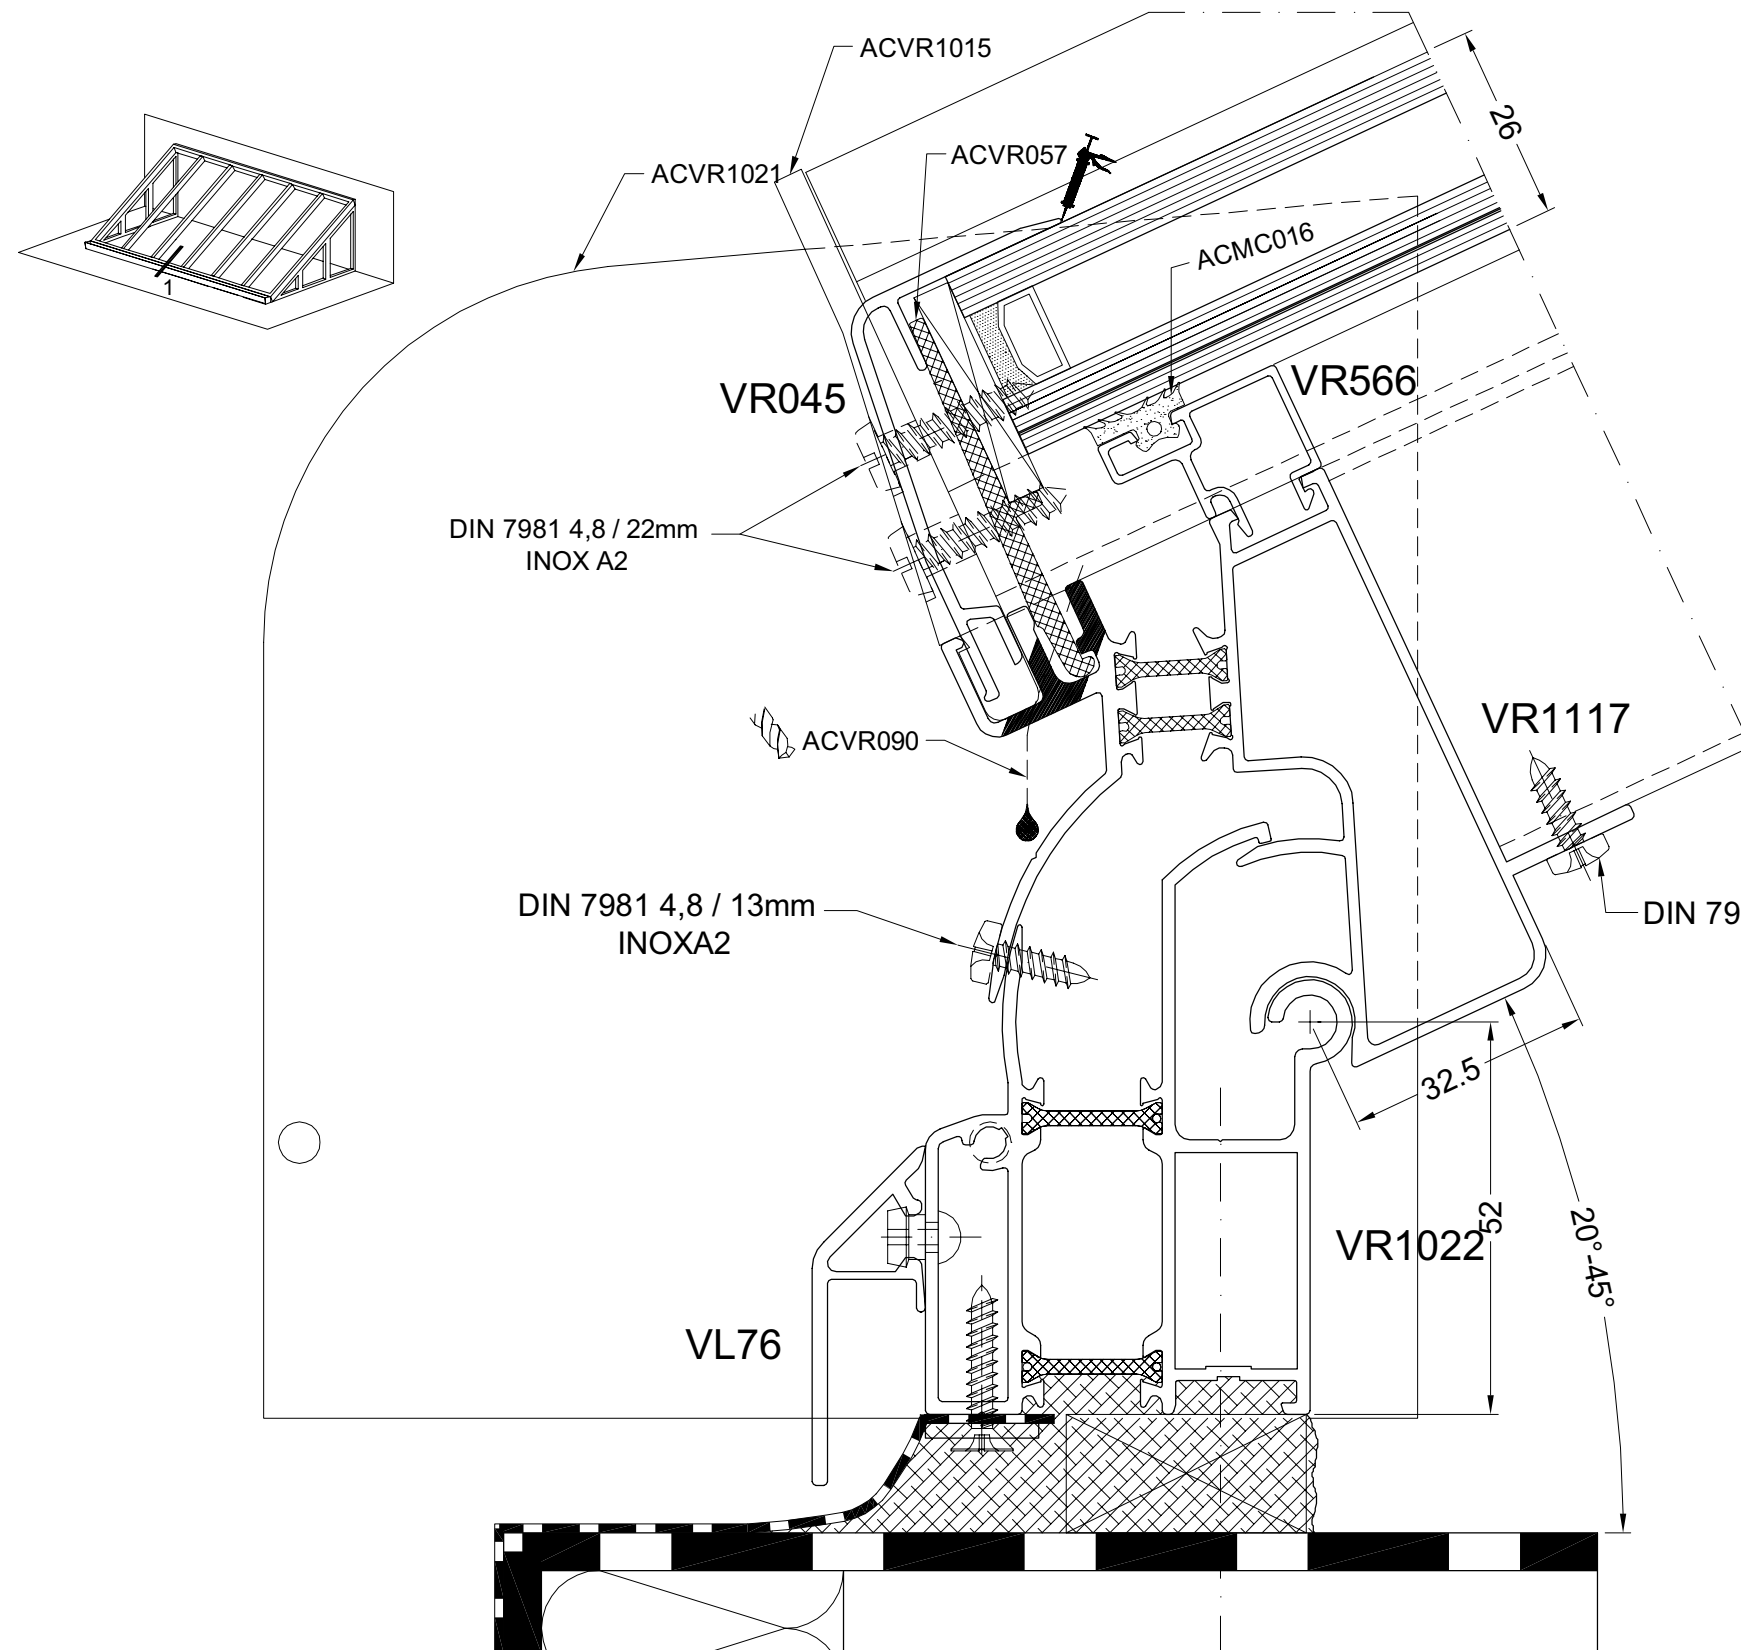 ACVR1015
26
ACVR057
ACVR1021
ACMC016
1
VR045
VR566
DIN 7981 4,8 / 22mm
INOX A2
VR1117
ACVR090
DIN 7981 4,8 / 13mm
INOXA2
DIN 79
32.5
52
20°-45°
VR1022
VL76